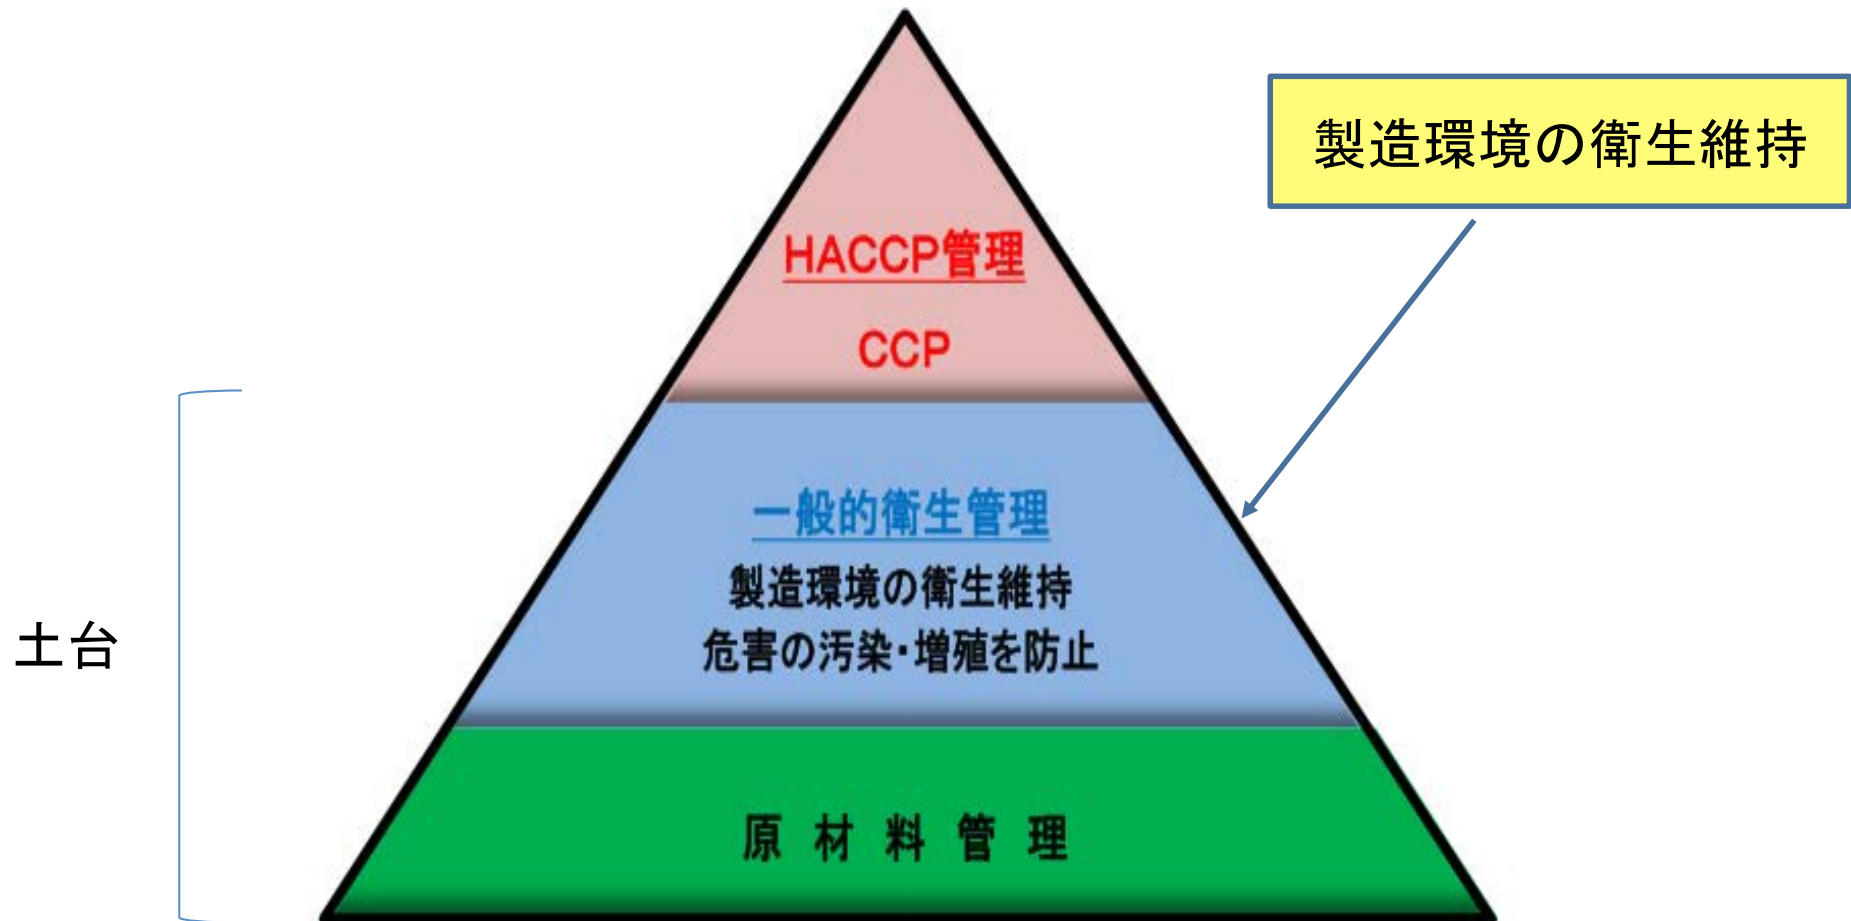 製造環境の衛生維持
HACCP管理
CCP
一般的衛生管理
製造環境の衛生維持
危害の汚染・増殖を防止
土台
原材料管理